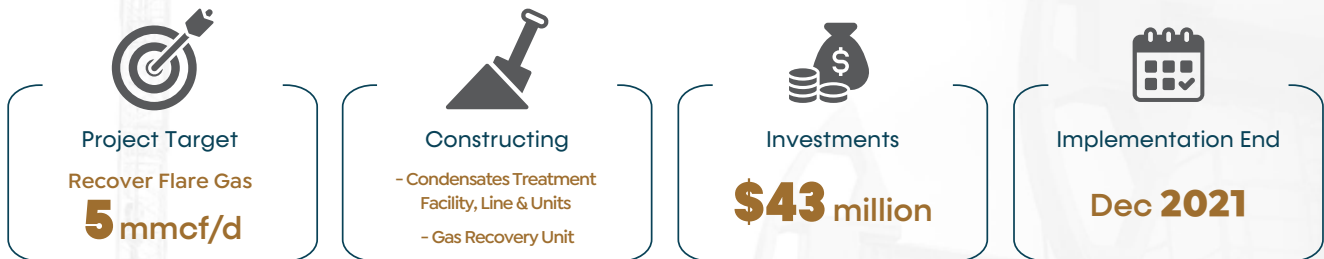 Project Target
Recover Flare Gas
5 mmcf/d
Constructing
- Condensates Treatment
Facility, Line & Units
- Gas Recovery Unit
$
Investments
$43 million
Implementation End
Dec 2021